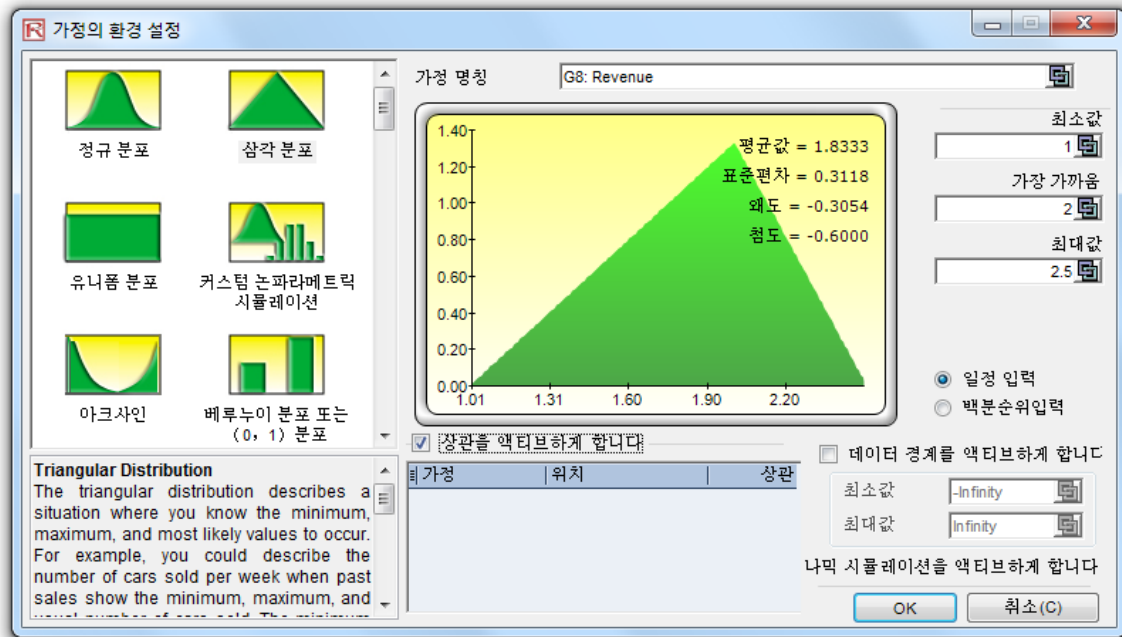 가정의 환경 설정
정규 분포
삼각 분포
유니폼 분포
커스텀 논파라메트릭
시뮬레이션
아크사인
베루누이 분포 또는
(0, 1) 분포
Triangular Distribution
The triangular distribution describes a
situation where you know the minimum,
maximum, and most likely values to occur.
For example, you could describe the
number of cars sold per week when past
sales show the minimum, maximum, and
가정 명칭
G8: Revenue
1.40
1.20
1.00
0.80
0.60
0.40
0.20
0.00
1.01
1.31
1.60
1.90
2.20
평균값 = 1.8333
표준편차 = 0.3118
왜도 = -0.3054
첨도 = -0.6000
최소값
1
가장 가까움
2
최대값
2.5
일정 입력
백분순위입력
상관을 액티브하게 합니다
가정
위치
상관
데이터 경계를 액티브하게 합니다
최소값
-Infinity
최대값
Infinity
나믹 시뮬레이션을 액티브하게 합니다
OK
취소(C)